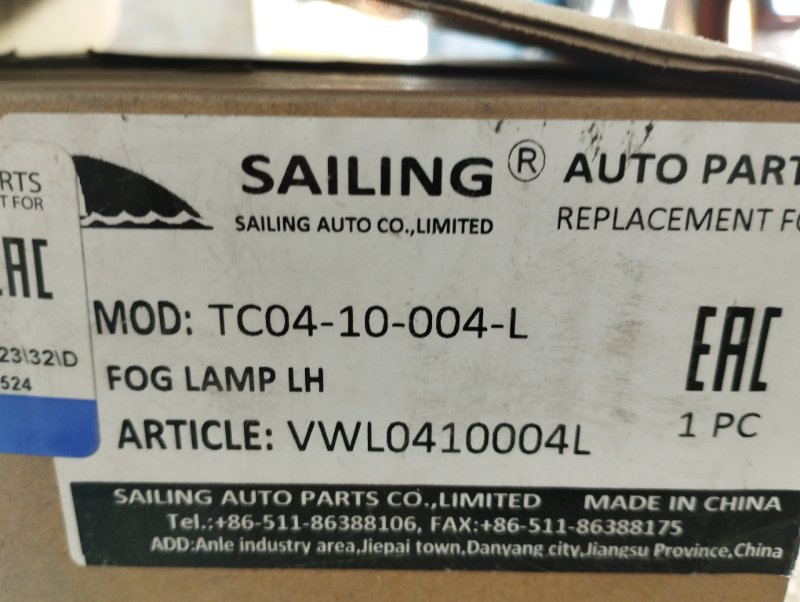 RTS
T FOR
EAC
23\32\D
524
SAILING® AUTO PART
SAILING AUTO CO.,LIMITED
REPLACEMENT FO
MOD: TC04-10-004-L
FOG LAMP LH
EAC
ARTICLE: VWL0410004L
1 PC
SAILING AUTO PARTS CO.,LIMITED MADE IN CHINA
Tel.:+86-511-86388106, FAX:+86-511-86388175
ADD:Anle industry area,Jiepai town,Danyang city,Jiangsu Province,China